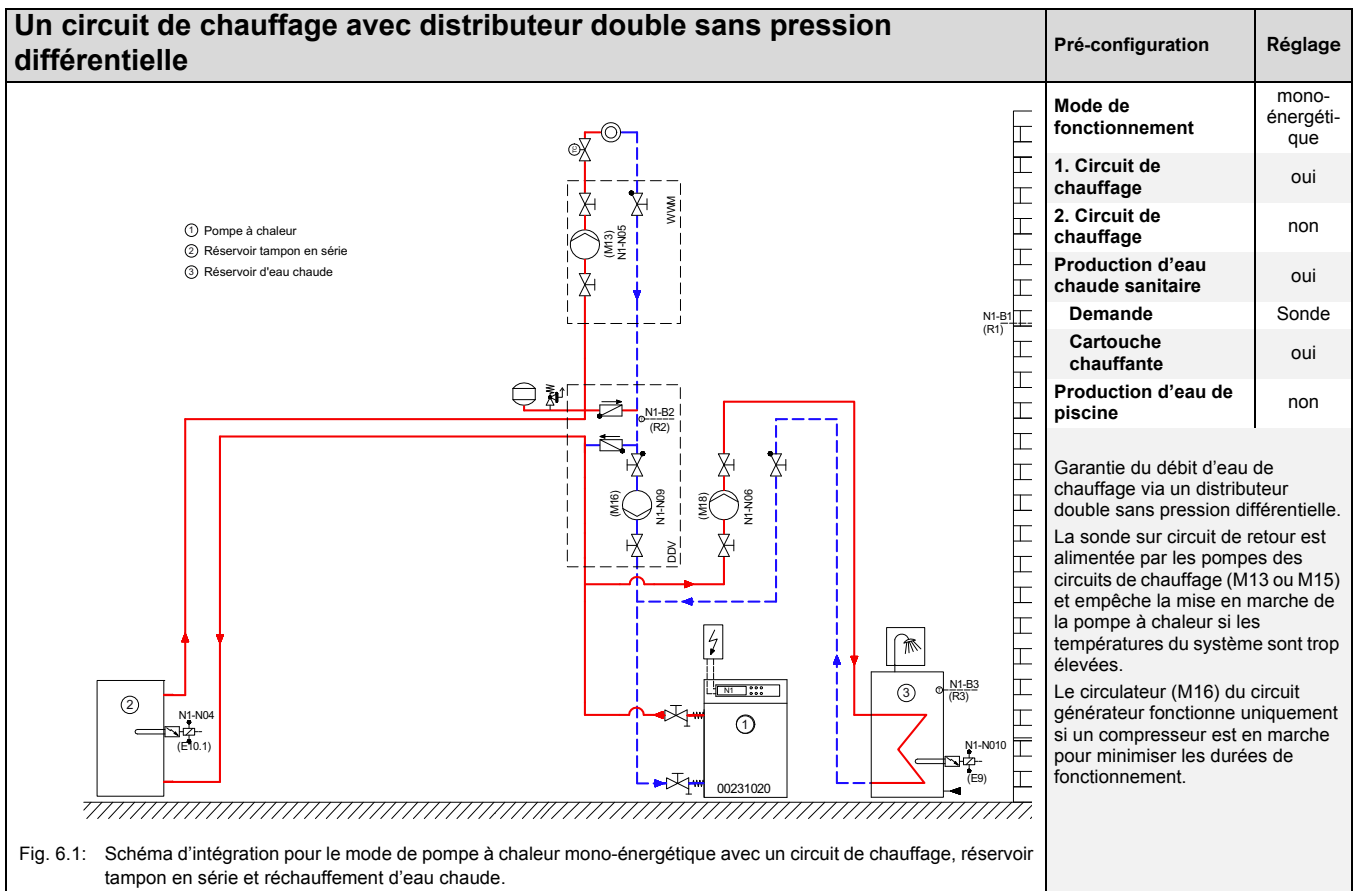 Un circuit de chauffage avec distributeur double sans pression
différentielle
Pré-configuration
Réglage
① Pompe à chaleur
② Réservoir tampon en série
③ Réservoir d'eau chaude
TC
WWM
(M13)
N1-N05
N1-B1
(R1)
N1-B2
(R2)
(M16)
N1-N09
DDV
(M18)
N1-N06
②
N1-N04
(E10.1)
N1
①
00231020
③
N1-B3
(R3)
N1-N010
(E9)
Fig. 6.1: Schéma d'intégration pour le mode de pompe à chaleur mono-énergétique avec un circuit de chauffage, réservoir
tampon en série et réchauffement d'eau chaude.
Mode de
fonctionnement
mono-
énergéti-
que
1. Circuit de
chauffage
oui
2. Circuit de
chauffage
non
Production d'eau
chaude sanitaire
oui
Demande
Sonde
Cartouche
chauffante
oui
Production d'eau de
piscine
non
Garantie du débit d'eau de
chauffage via un distributeur
double sans pression différentielle.
La sonde sur circuit de retour est
alimentée par les pompes des
circuits de chauffage (M13 ou M15)
et empêche la mise en marche de
la pompe à chaleur si les
températures du système sont trop
élevées.
Le circulateur (M16) du circuit
générateur fonctionne uniquement
si un compresseur est en marche
pour minimiser les durées de
fonctionnement.